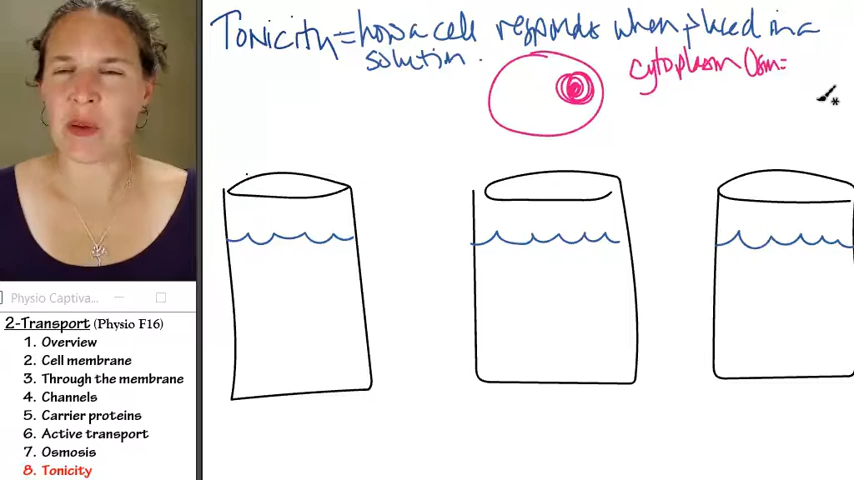 Tonicity = how a cell responds when placed in a
solution.
cytoplasm Osm=
Physio Captiva...
2-Transport (Physio F16)
1. Overview
2. Cell membrane
3. Through the membrane
4. Channels
5. Carrier proteins
6. Active transport
7. Osmosis
8. Tonicity